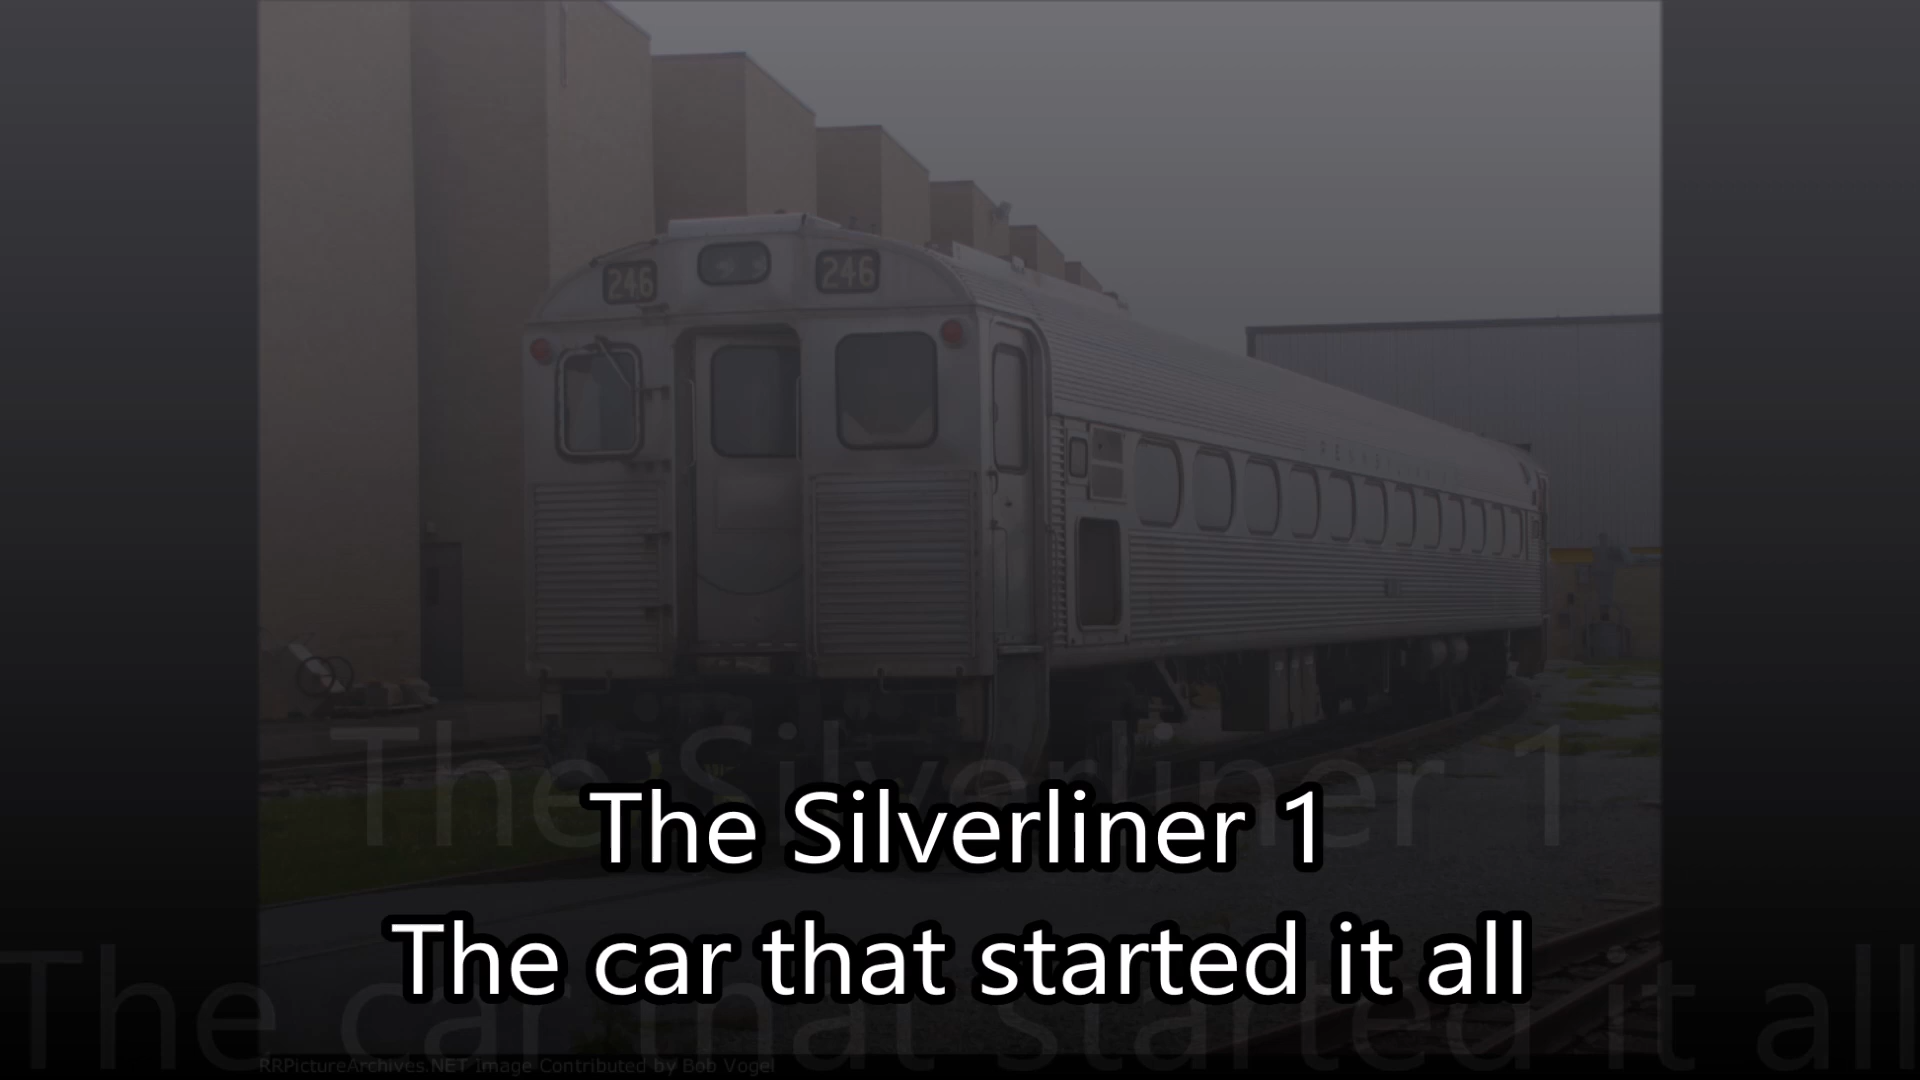 246
246
The Silverliner 1
The Silverliner 1
The car that started it all
The car that started it all
RRPictureArchives.NET Image Contributed by Bob Vogel